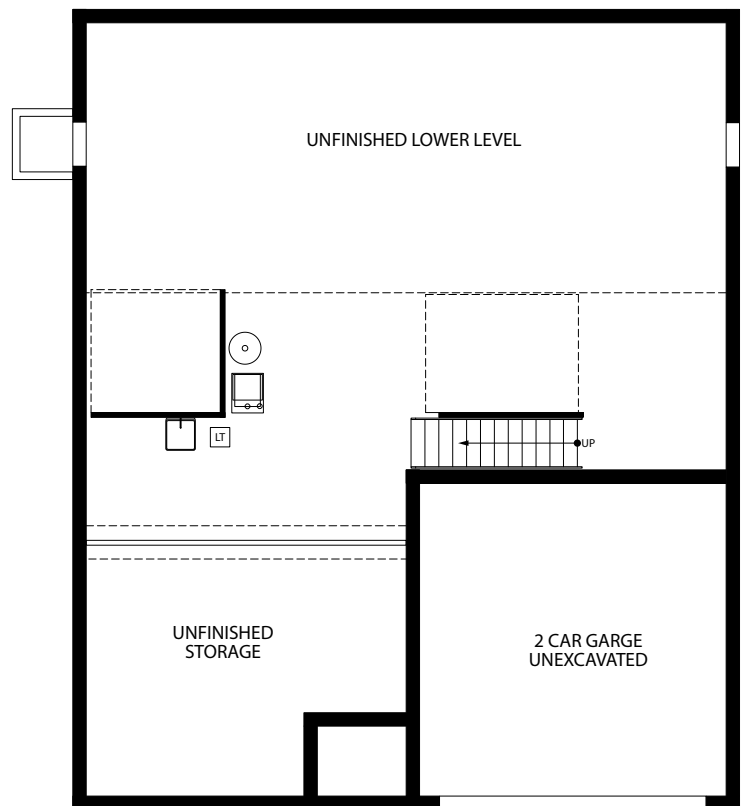 UNFINISHED LOWER LEVEL
LT
UP
UNFINISHED
STORAGE
2 CAR GARGE
UNEXCAVATED